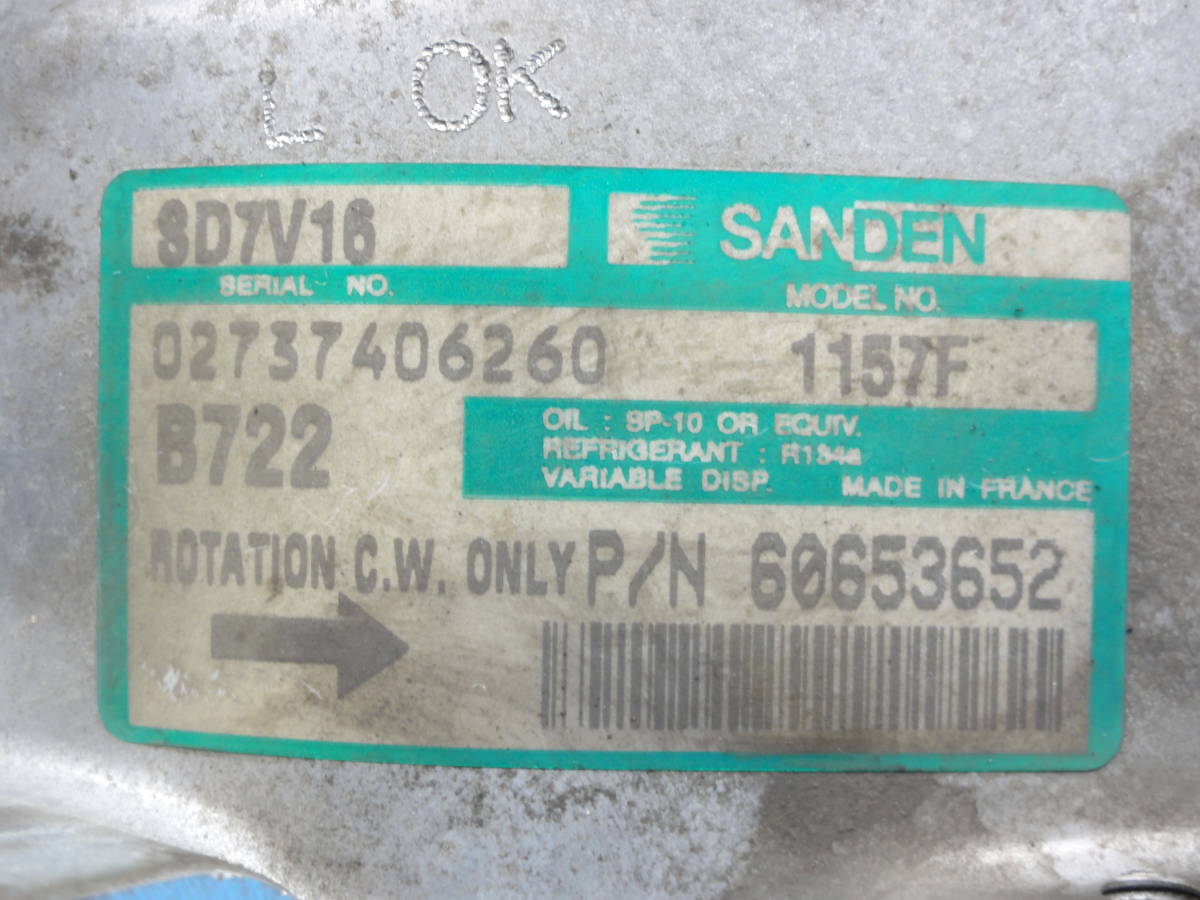 L OK
SD7V16
SANDEN
SERIAL NO.
MODEL NO.
02737406260
1157F
B722
OIL : SP-10 OR EQUIV.
REFRIGERANT : R134a
VARIABLE DISP. MADE IN FRANCE
ROTATION C.W. ONLY P/N 60653652